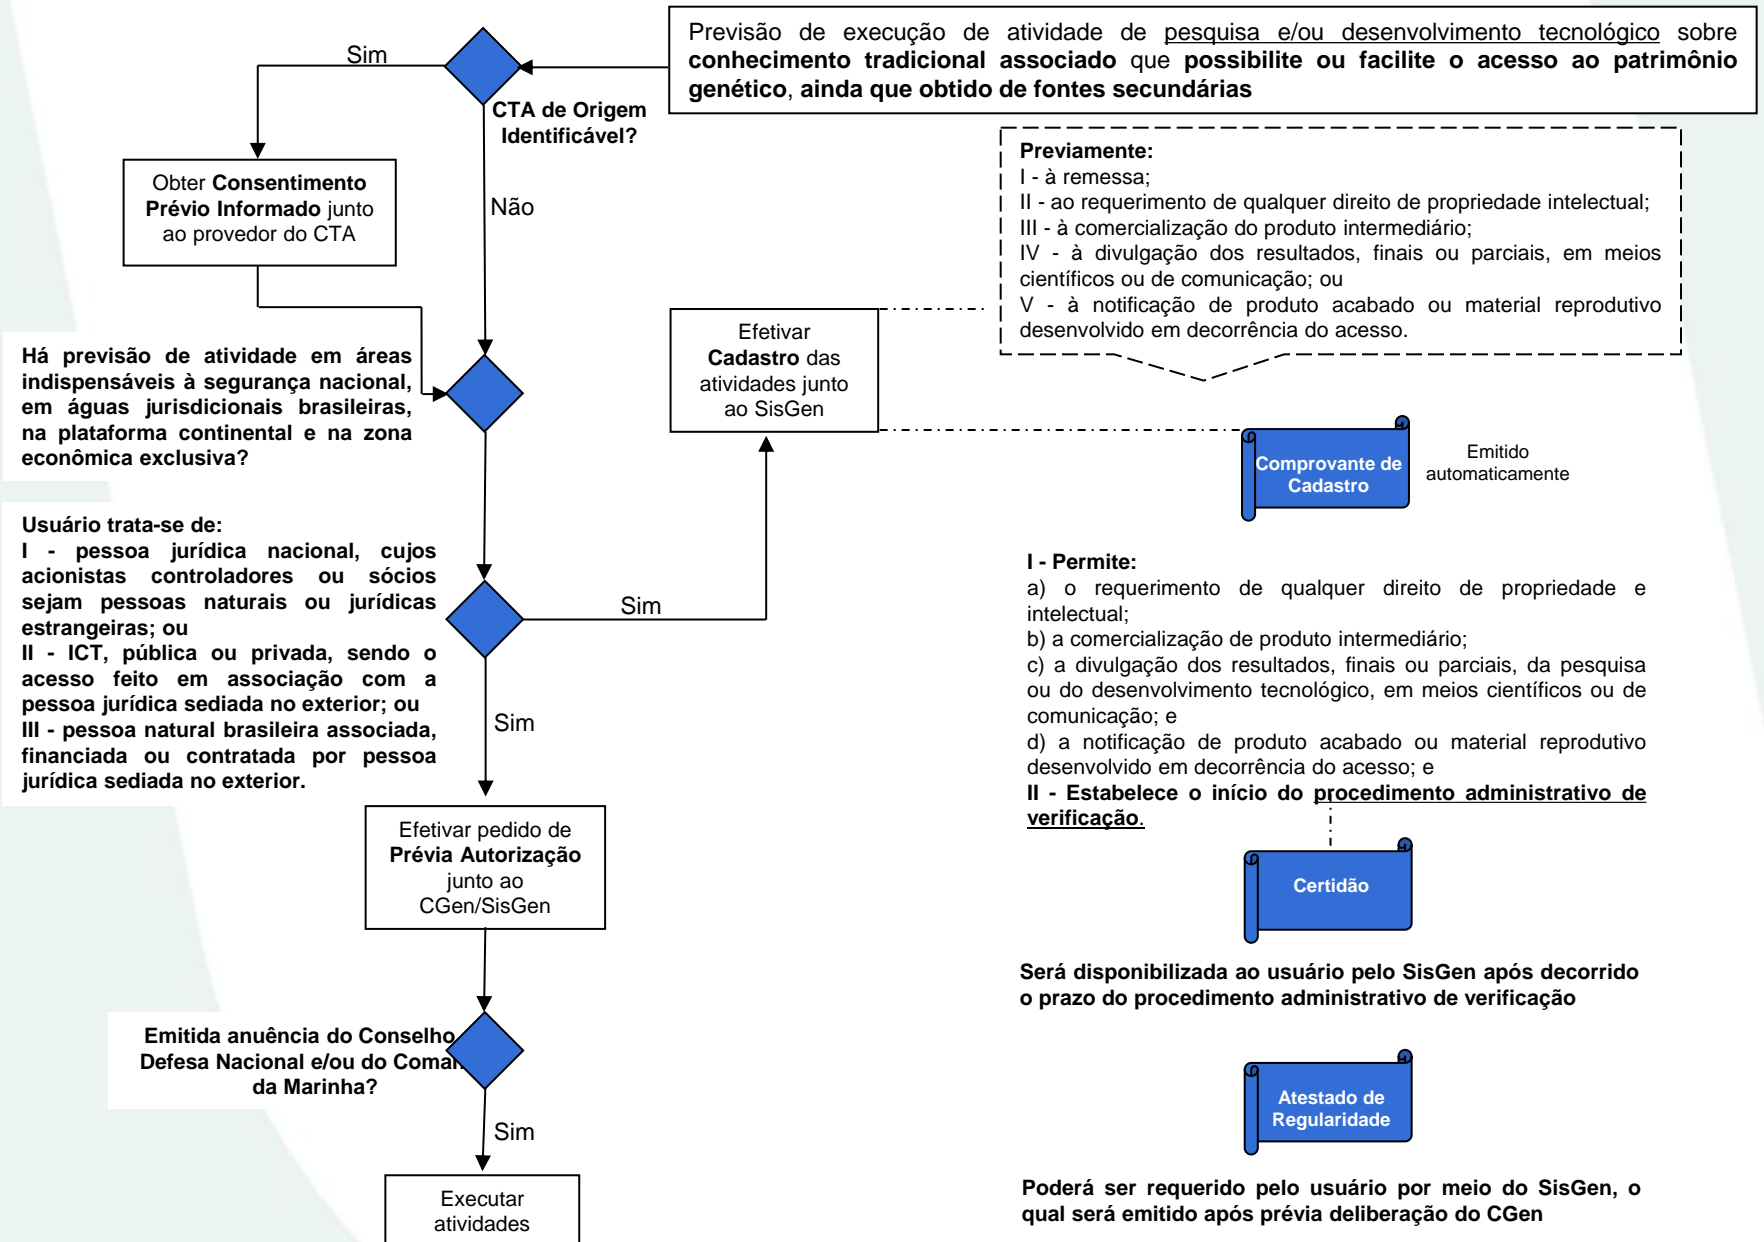 Previsão de execução de atividade de pesquisa e/ou desenvolvimento tecnológico sobre
conhecimento tradicional associado que possibilite ou facilite o acesso ao patrimônio
genético, ainda que obtido de fontes secundárias
Sim
CTA de Origem
Identificável?
Obter Consentimento
Prévio Informado junto
ao provedor do CTA
Não
Previamente:
I - à remessa;
II - ao requerimento de qualquer direito de propriedade intelectual;
III - à comercialização do produto intermediário;
IV - à divulgação dos resultados, finais ou parciais, em meios
científicos ou de comunicação; ou
V - à notificação de produto acabado ou material reprodutivo
desenvolvido em decorrência do acesso.
Há previsão de atividade em áreas
indispensáveis à segurança nacional,
em águas jurisdicionais brasileiras,
na plataforma continental e na zona
econômica exclusiva?
Efetivar
Cadastro das
atividades junto
ao SisGen
Comprovante de
Cadastro
Emitido
automaticamente
Usuário trata-se de:
I - pessoa jurídica nacional, cujos
acionistas controladores ou sócios
sejam pessoas naturais ou jurídicas
estrangeiras; ou
II - ICT, pública ou privada, sendo o
acesso feito em associação com a
pessoa jurídica sediada no exterior; ou
III - pessoa natural brasileira associada,
financiada ou contratada por pessoa
jurídica sediada no exterior.
Sim
Sim
I - Permite:
a) o requerimento de qualquer direito de propriedade e
intelectual;
b) a comercialização de produto intermediário;
c) a divulgação dos resultados, finais ou parciais, da pesquisa
ou do desenvolvimento tecnológico, em meios científicos ou de
comunicação; e
d) a notificação de produto acabado ou material reprodutivo
desenvolvido em decorrência do acesso; e
II - Estabelece o início do procedimento administrativo de
verificação.
Efetivar pedido de
Prévia Autorização
junto ao
CGen/SisGen
Certidão
Será disponibilizada ao usuário pelo SisGen após decorrido
o prazo do procedimento administrativo de verificação
Emitida anuência do Conselho
Defesa Nacional e/ou do
da Marinha?
Sim
Executar
atividades
Atestado de
Regularidade
Poderá ser requerido pelo usuário por meio do SisGen, o
qual será emitido após prévia deliberação do CGen